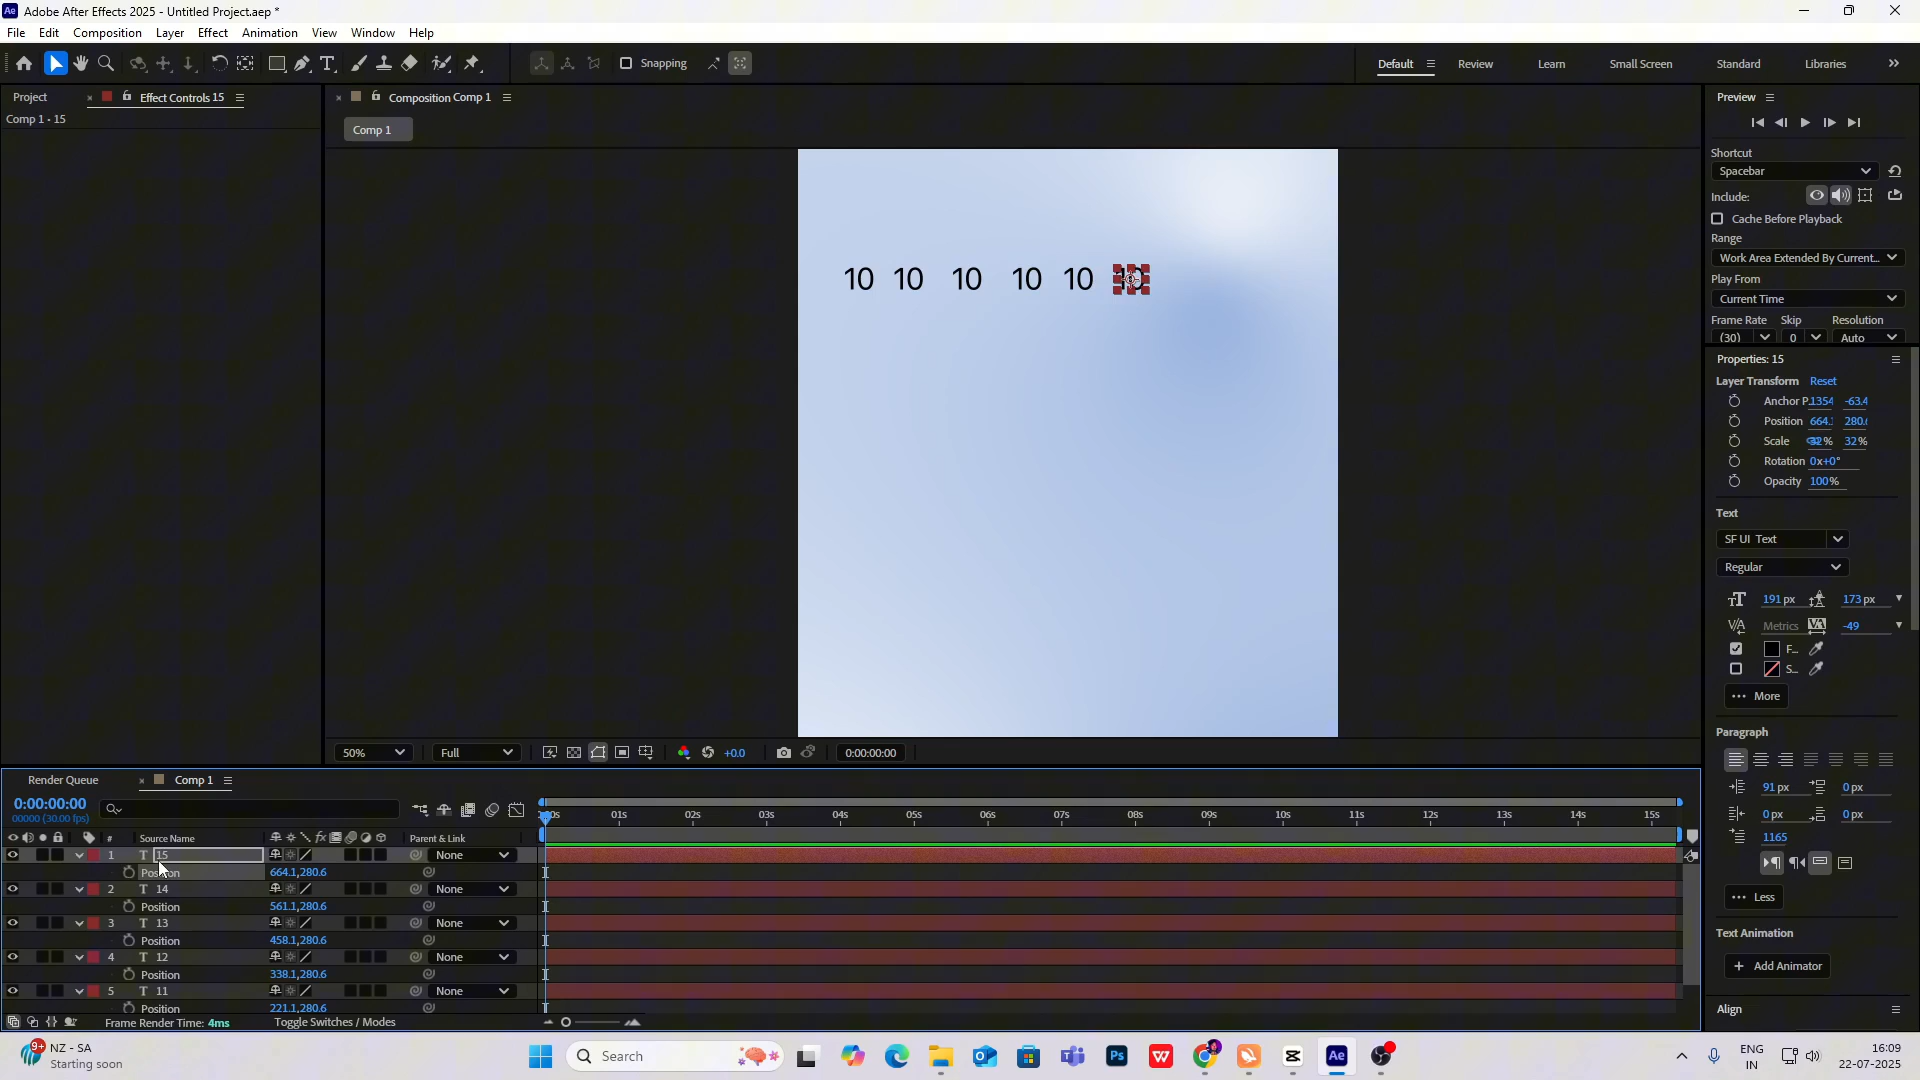 Adobe After Effects 2025 - Untitled Project.aep *
File Edit Composition Layer Effect Animation View Window Help
Snapping
Default Review Learn Small Screen Standard Libraries
Project Effect Controls 15
Comp 1 • 15
Composition Comp 1
Comp 1
10 10 10 10 10 10
50% Full +0.0 0:00:00:00
Preview
Shortcut
Spacebar
Include:
Cache Before Playback
Range
Work Area Extended By Current...
Play From
Current Time
Frame Rate Skip Resolution
(30) 0 Auto
Properties: 15
Layer Transform Reset
Anchor P. 1354 -63.4
Position 664.1 280.6
Scale 32% 32%
Rotation 0x+0°
Opacity 100%
Text
SF UI Text
Regular
191 px 173 px
Metrics -49
F...
S...
More
Paragraph
91 px 0 px
0 px 0 px
1165
Less
Text Animation
Add Animator
Align
Render Queue Comp 1
0:00:00:00
00000 (30.00 fps)
# Source Name Parent & Link
01s 02s 03s 04s 05s 06s 07s 08s 09s 10s 11s 12s 13s 14s 15s
1 T 15 None
Position 664.1,280.6
2 T 14 None
Position 561.1,280.6
3 T 13 None
Position 458.1,280.6
4 T 12 None
Position 338.1,280.6
5 T 11 None
Position 221.1,280.6
Frame Render Time: 4ms Toggle Switches / Modes
9+ NZ - SA
Starting soon
Search
ENG
IN
16:09
22-07-2025